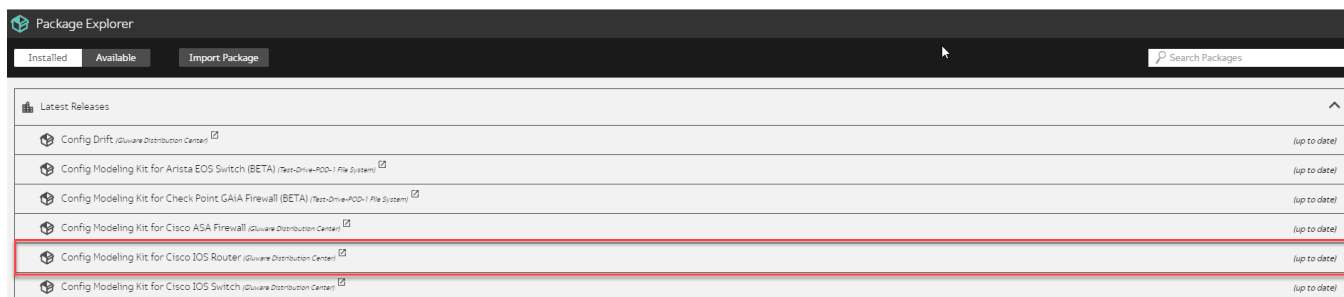 Package Explorer
Installed Available Import Package Search Packages
Latest Releases
Config Drift (Gluware Distribution Center) (up to date)
Config Modeling Kit for Arista EOS Switch (BETA) (Test-Drive-POD-1 File System) (up to date)
Config Modeling Kit for Check Point GAiA Firewall (BETA) (Test-Drive-POD-1 File System) (up to date)
Config Modeling Kit for Cisco ASA Firewall (Gluware Distribution Center) (up to date)
Config Modeling Kit for Cisco IOS Router (Gluware Distribution Center) (up to date)
Config Modeling Kit for Cisco IOS Switch (Gluware Distribution Center) (up to date)